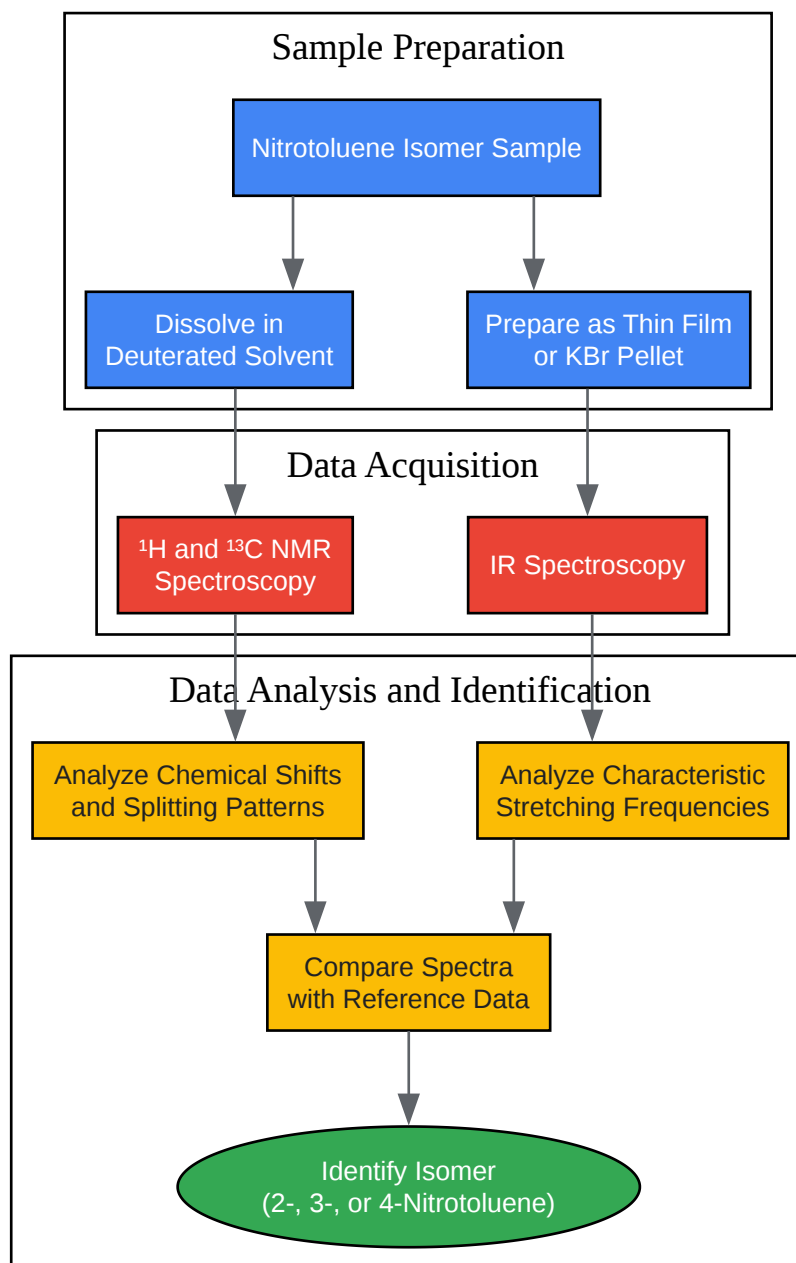 Sample Preparation
Nitrotoluene Isomer Sample
Dissolve in
Deuterated Solvent
Prepare as Thin Film
or KBr Pellet
Data Acquisition
¹H and ¹³C NMR
Spectroscopy
IR Spectroscopy
Data Analysis and Identification
Analyze Chemical Shifts
and Splitting Patterns
Analyze Characteristic
Stretching Frequencies
Compare Spectra
with Reference Data
Identify Isomer
(2-, 3-, or 4-Nitrotoluene)